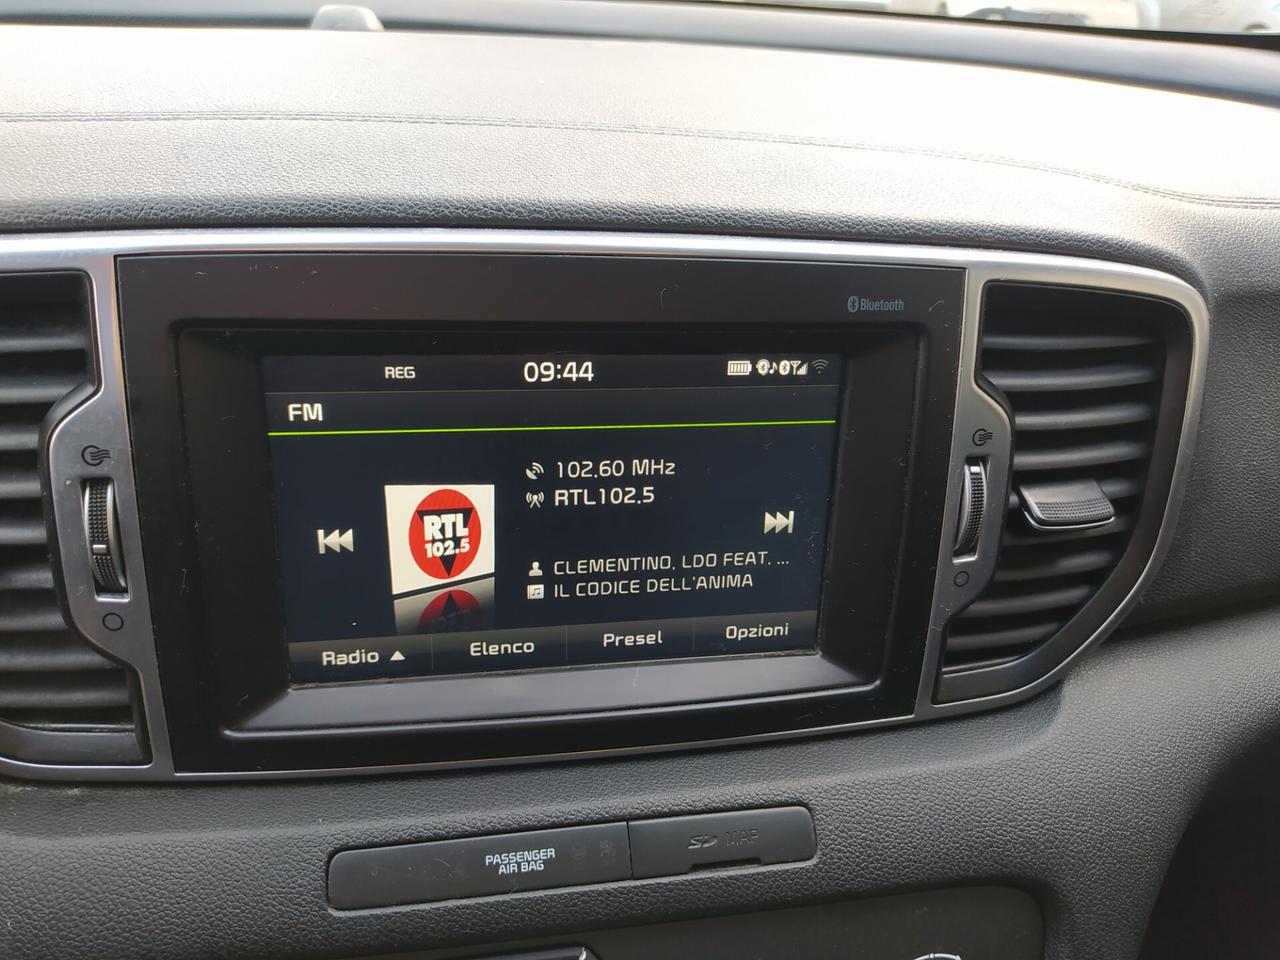 Bluetooth
REG
09:44
FM
102.60 MHz
RTL102.5
RTL
102.5
CLEMENTINO, LDO FEAT. ...
IL CODICE DELL'ANIMA
Radio
Elenco
Presel
Opzioni
PASSENGER
AIR BAG
SD MAP